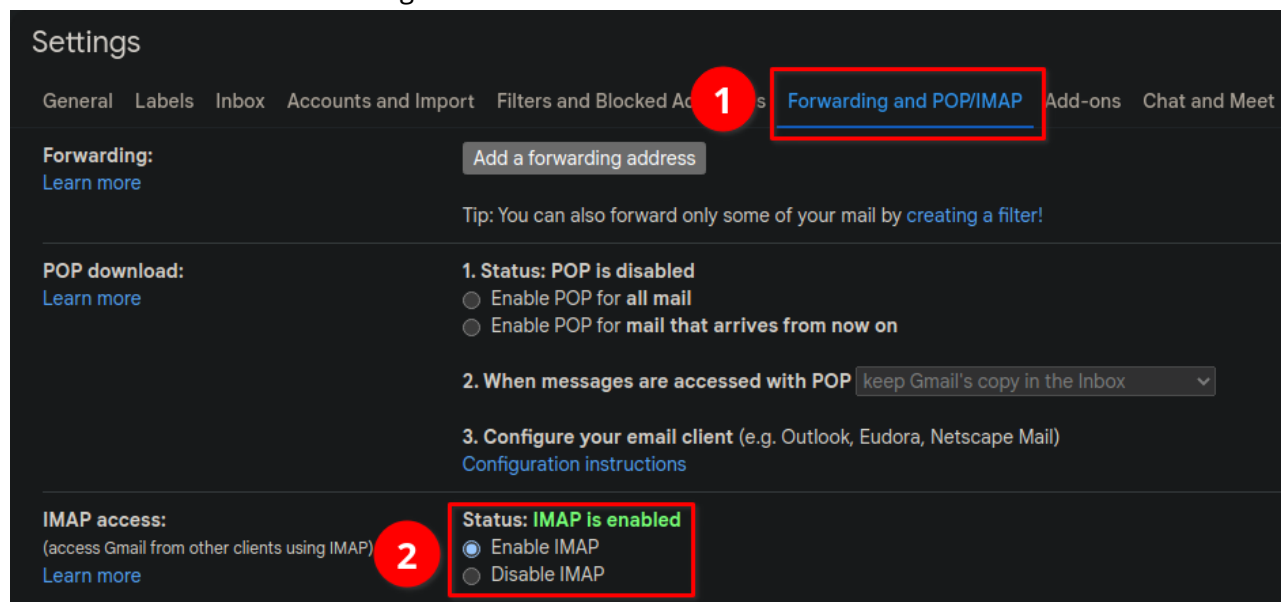 Settings
General Labels Inbox Accounts and Import Filters and Blocked Ad 1 s Forwarding and POP/IMAP Add-ons Chat and Meet
Forwarding:
Add a forwarding address
Learn more
Tip: You can also forward only some of your mail by creating a filter!
POP download:
1. Status: POP is disabled
Learn more
Enable POP for all mail
Enable POP for mail that arrives from now on
2. When messages are accessed with POP keep Gmail's copy in the Inbox
3. Configure your email client (e.g. Outlook, Eudora, Netscape Mail)
Configuration instructions
IMAP access:
Status: IMAP is enabled
(access Gmail from other clients using IMAP)
2
Enable IMAP
Learn more
Disable IMAP